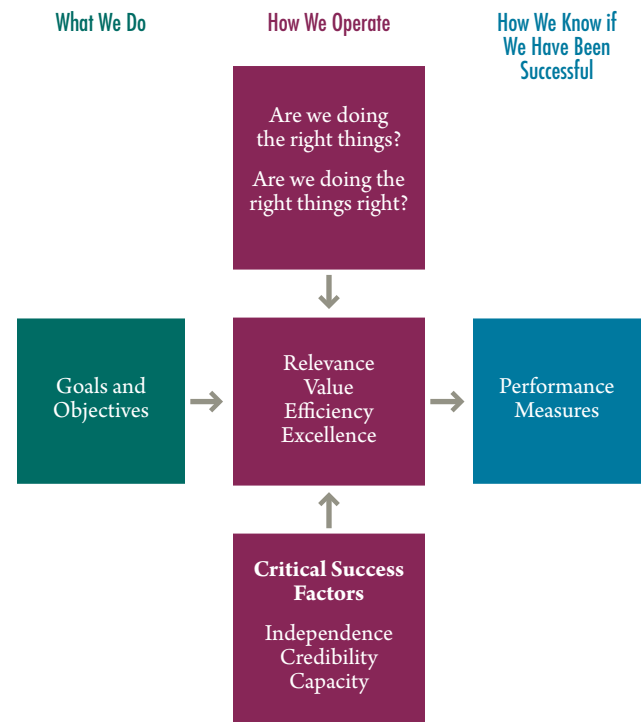 What We Do
How We Operate
How We Know if
We Have Been
Successful
Are we doing
the right things?
Are we doing the
right things right?
Goals and
Objectives
Relevance
Value
Efficiency
Excellence
Performance
Measures
Critical Success
Factors
Independence
Credibility
Capacity